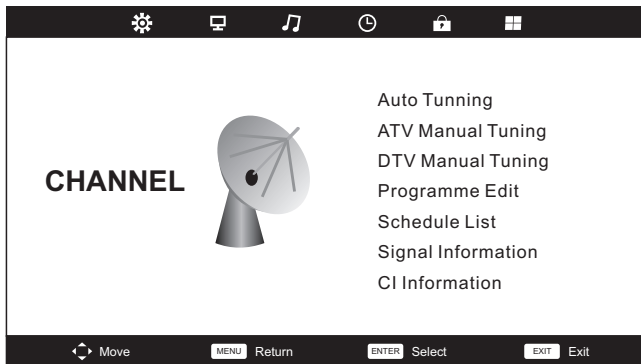 CHANNEL
Auto Tunning
ATV Manual Tuning
DTV Manual Tuning
Programme Edit
Schedule List
Signal Information
CI Information
Move MENU Return ENTER Select EXIT Exit